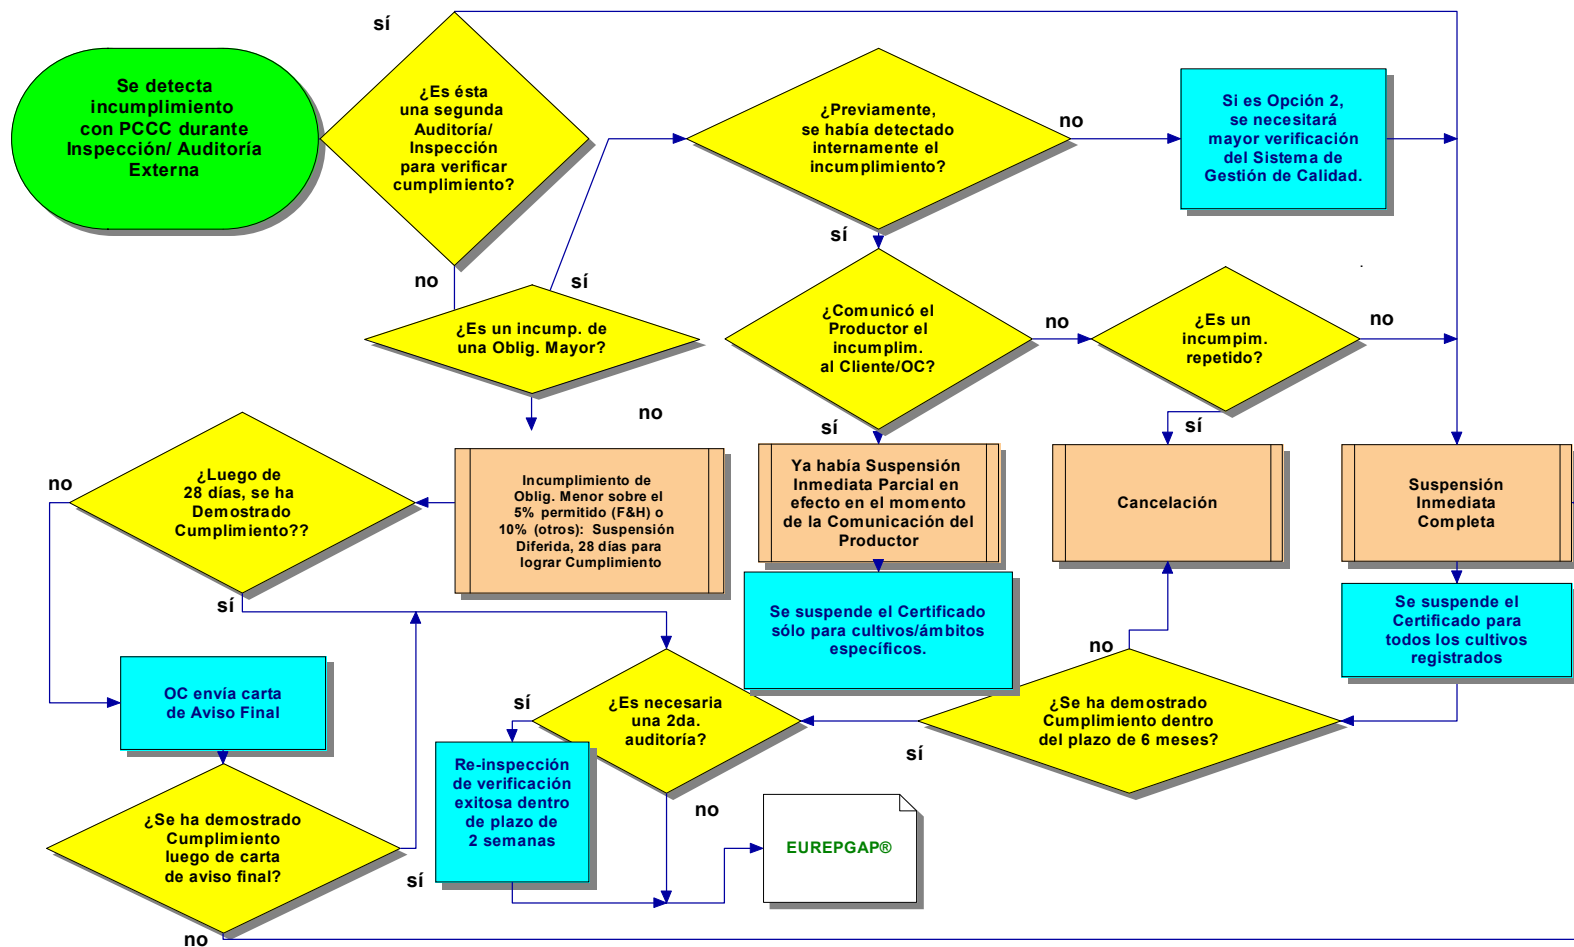 sí
Se detecta
incumplimiento
con PCCC durante
Inspección/ Auditoría
Externa
¿Es ésta
una segunda
Auditoría/
Inspección
para verificar
cumplimiento?
no
¿Previamente,
se había detectado
internamente el
incumplimiento?
no
Si es Opción 2,
se necesitará
mayor verificación
del Sistema de
Gestión de Calidad.
sí
sí
¿Es un incump. de
una Oblig. Mayor?
no
¿Comunicó el
Productor el
incumplim.
al Cliente/OC?
no
¿Es un
incumpim.
repetido?
no
sí
sí
no
¿Luego de
28 días, se ha
Demostrado
Cumplimiento??
sí
Incumplimiento de
Oblig. Menor sobre el
5% permitido (F&H) o
10% (otros): Suspensión
Diferida, 28 días para
lograr Cumplimiento
Ya había Suspensión
Inmediata Parcial en
efecto en el momento
de la Comunicación del
Productor
Cancelación
Suspensión
Inmediata
Completa
Se suspende el Certificado
sólo para cultivos/ámbitos
específicos.
Se suspende el
Certificado para
todos los cultivos
registrados
no
OC envía carta
de Aviso Final
sí
¿Es necesaria
una 2da.
auditoría?
sí
¿Se ha demostrado
Cumplimiento dentro
del plazo de 6 meses?
Re-inspección
de verificación
exitosa dentro
de plazo de
2 semanas
no
¿Se ha demostrado
Cumplimiento
luego de carta
de aviso final?
sí
EUREPGAP®
no